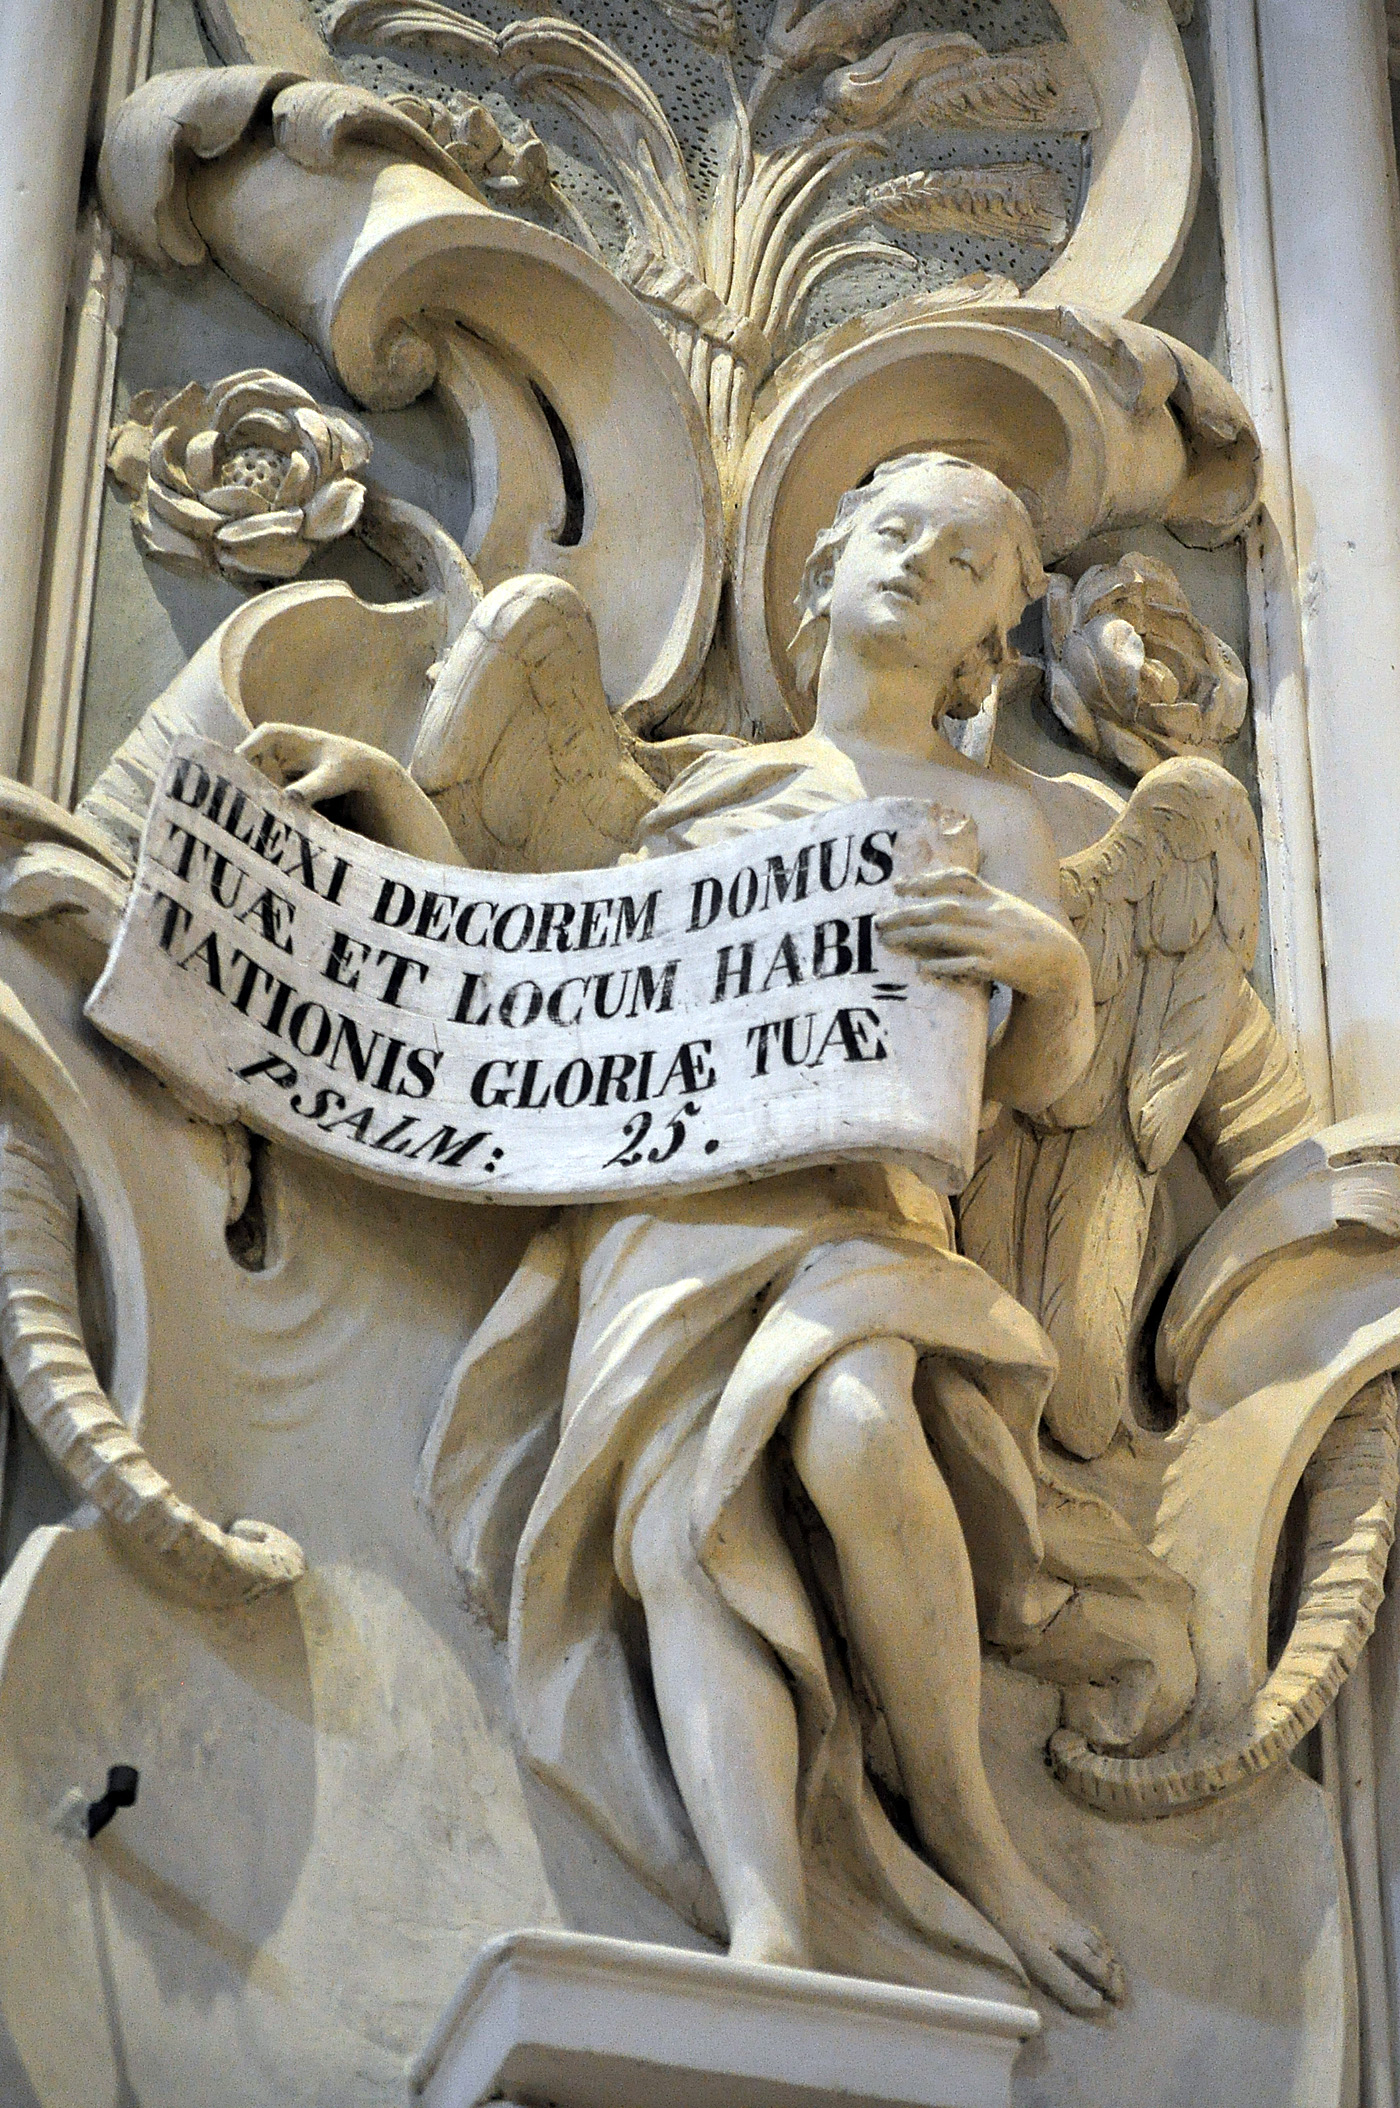 DILEXI DECOREM DOMUS
TUÆ ET LOCUM HABI=
TATIONIS GLORIÆ TUÆ
PSALM: 25.